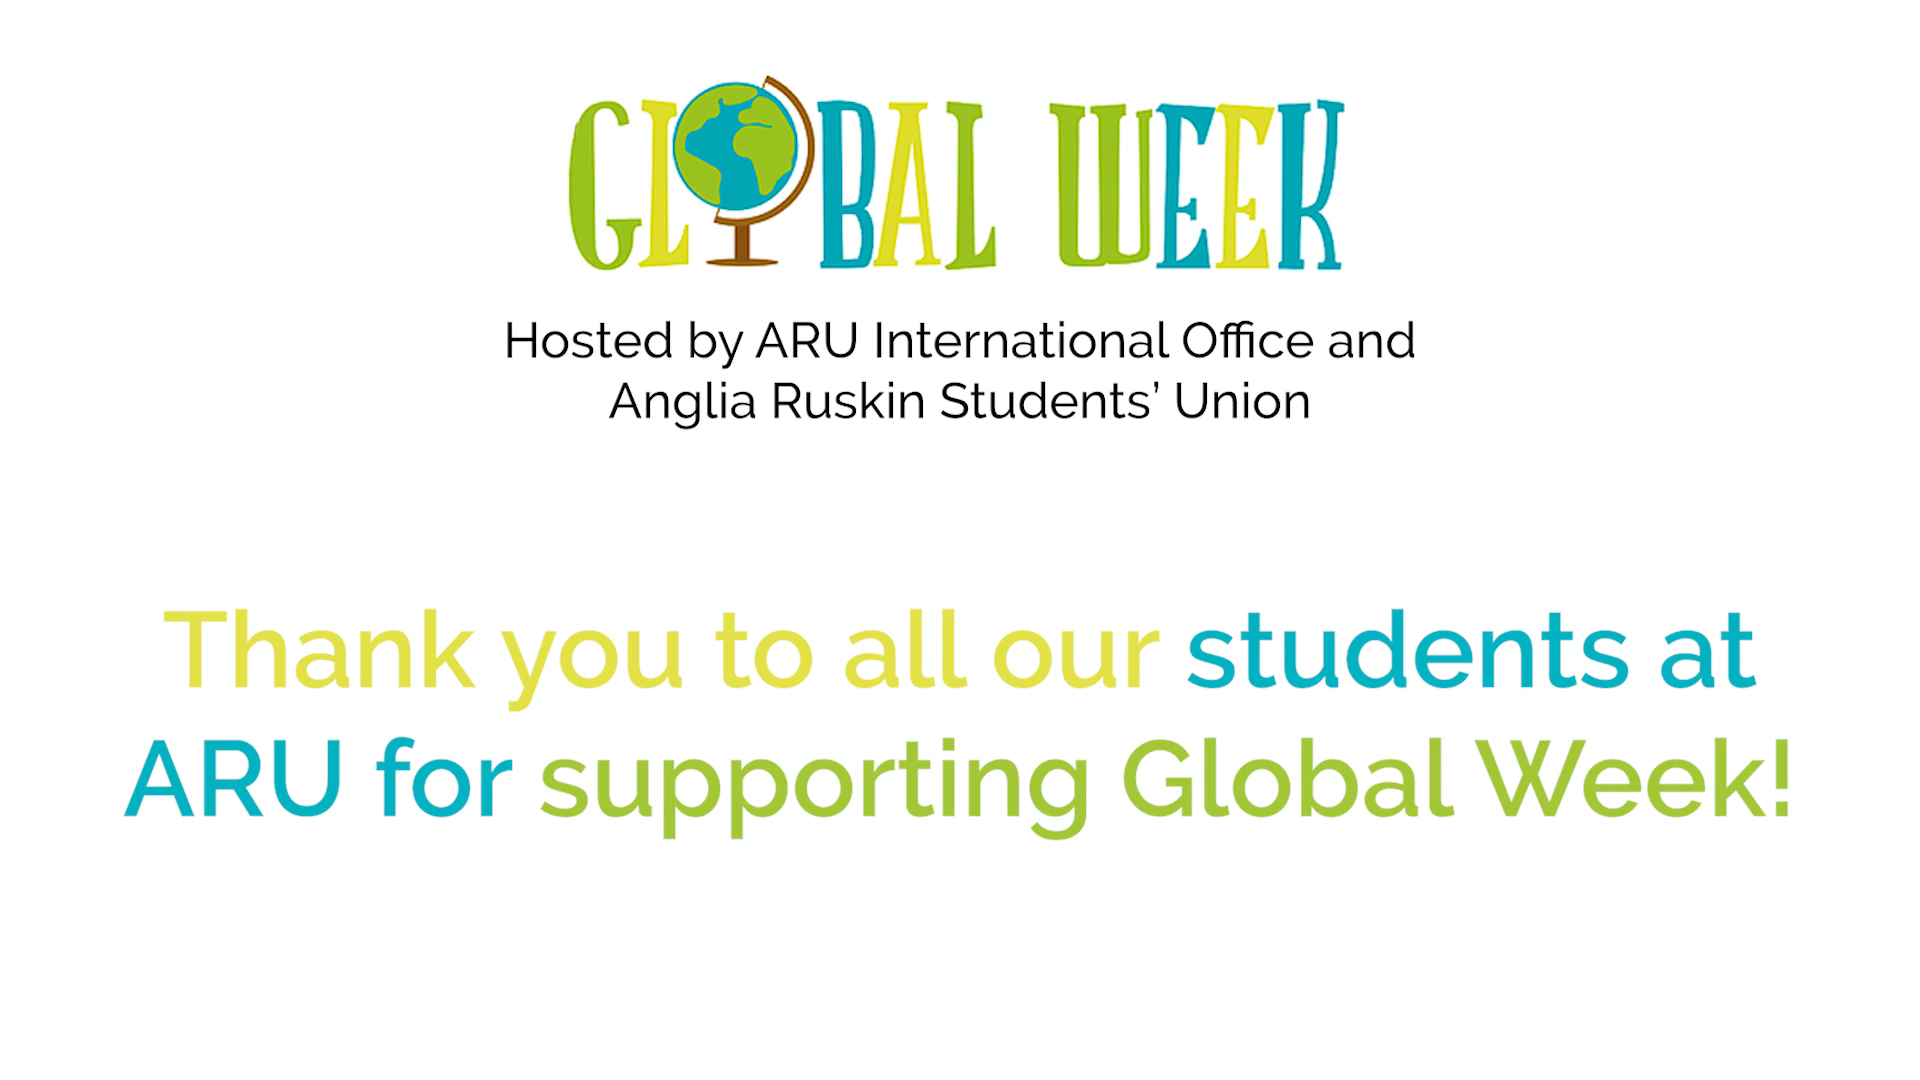 GLOBAL WEEK
Hosted by ARU International Office and
Anglia Ruskin Students’ Union
Thank you to all our students at
ARU for supporting Global Week!